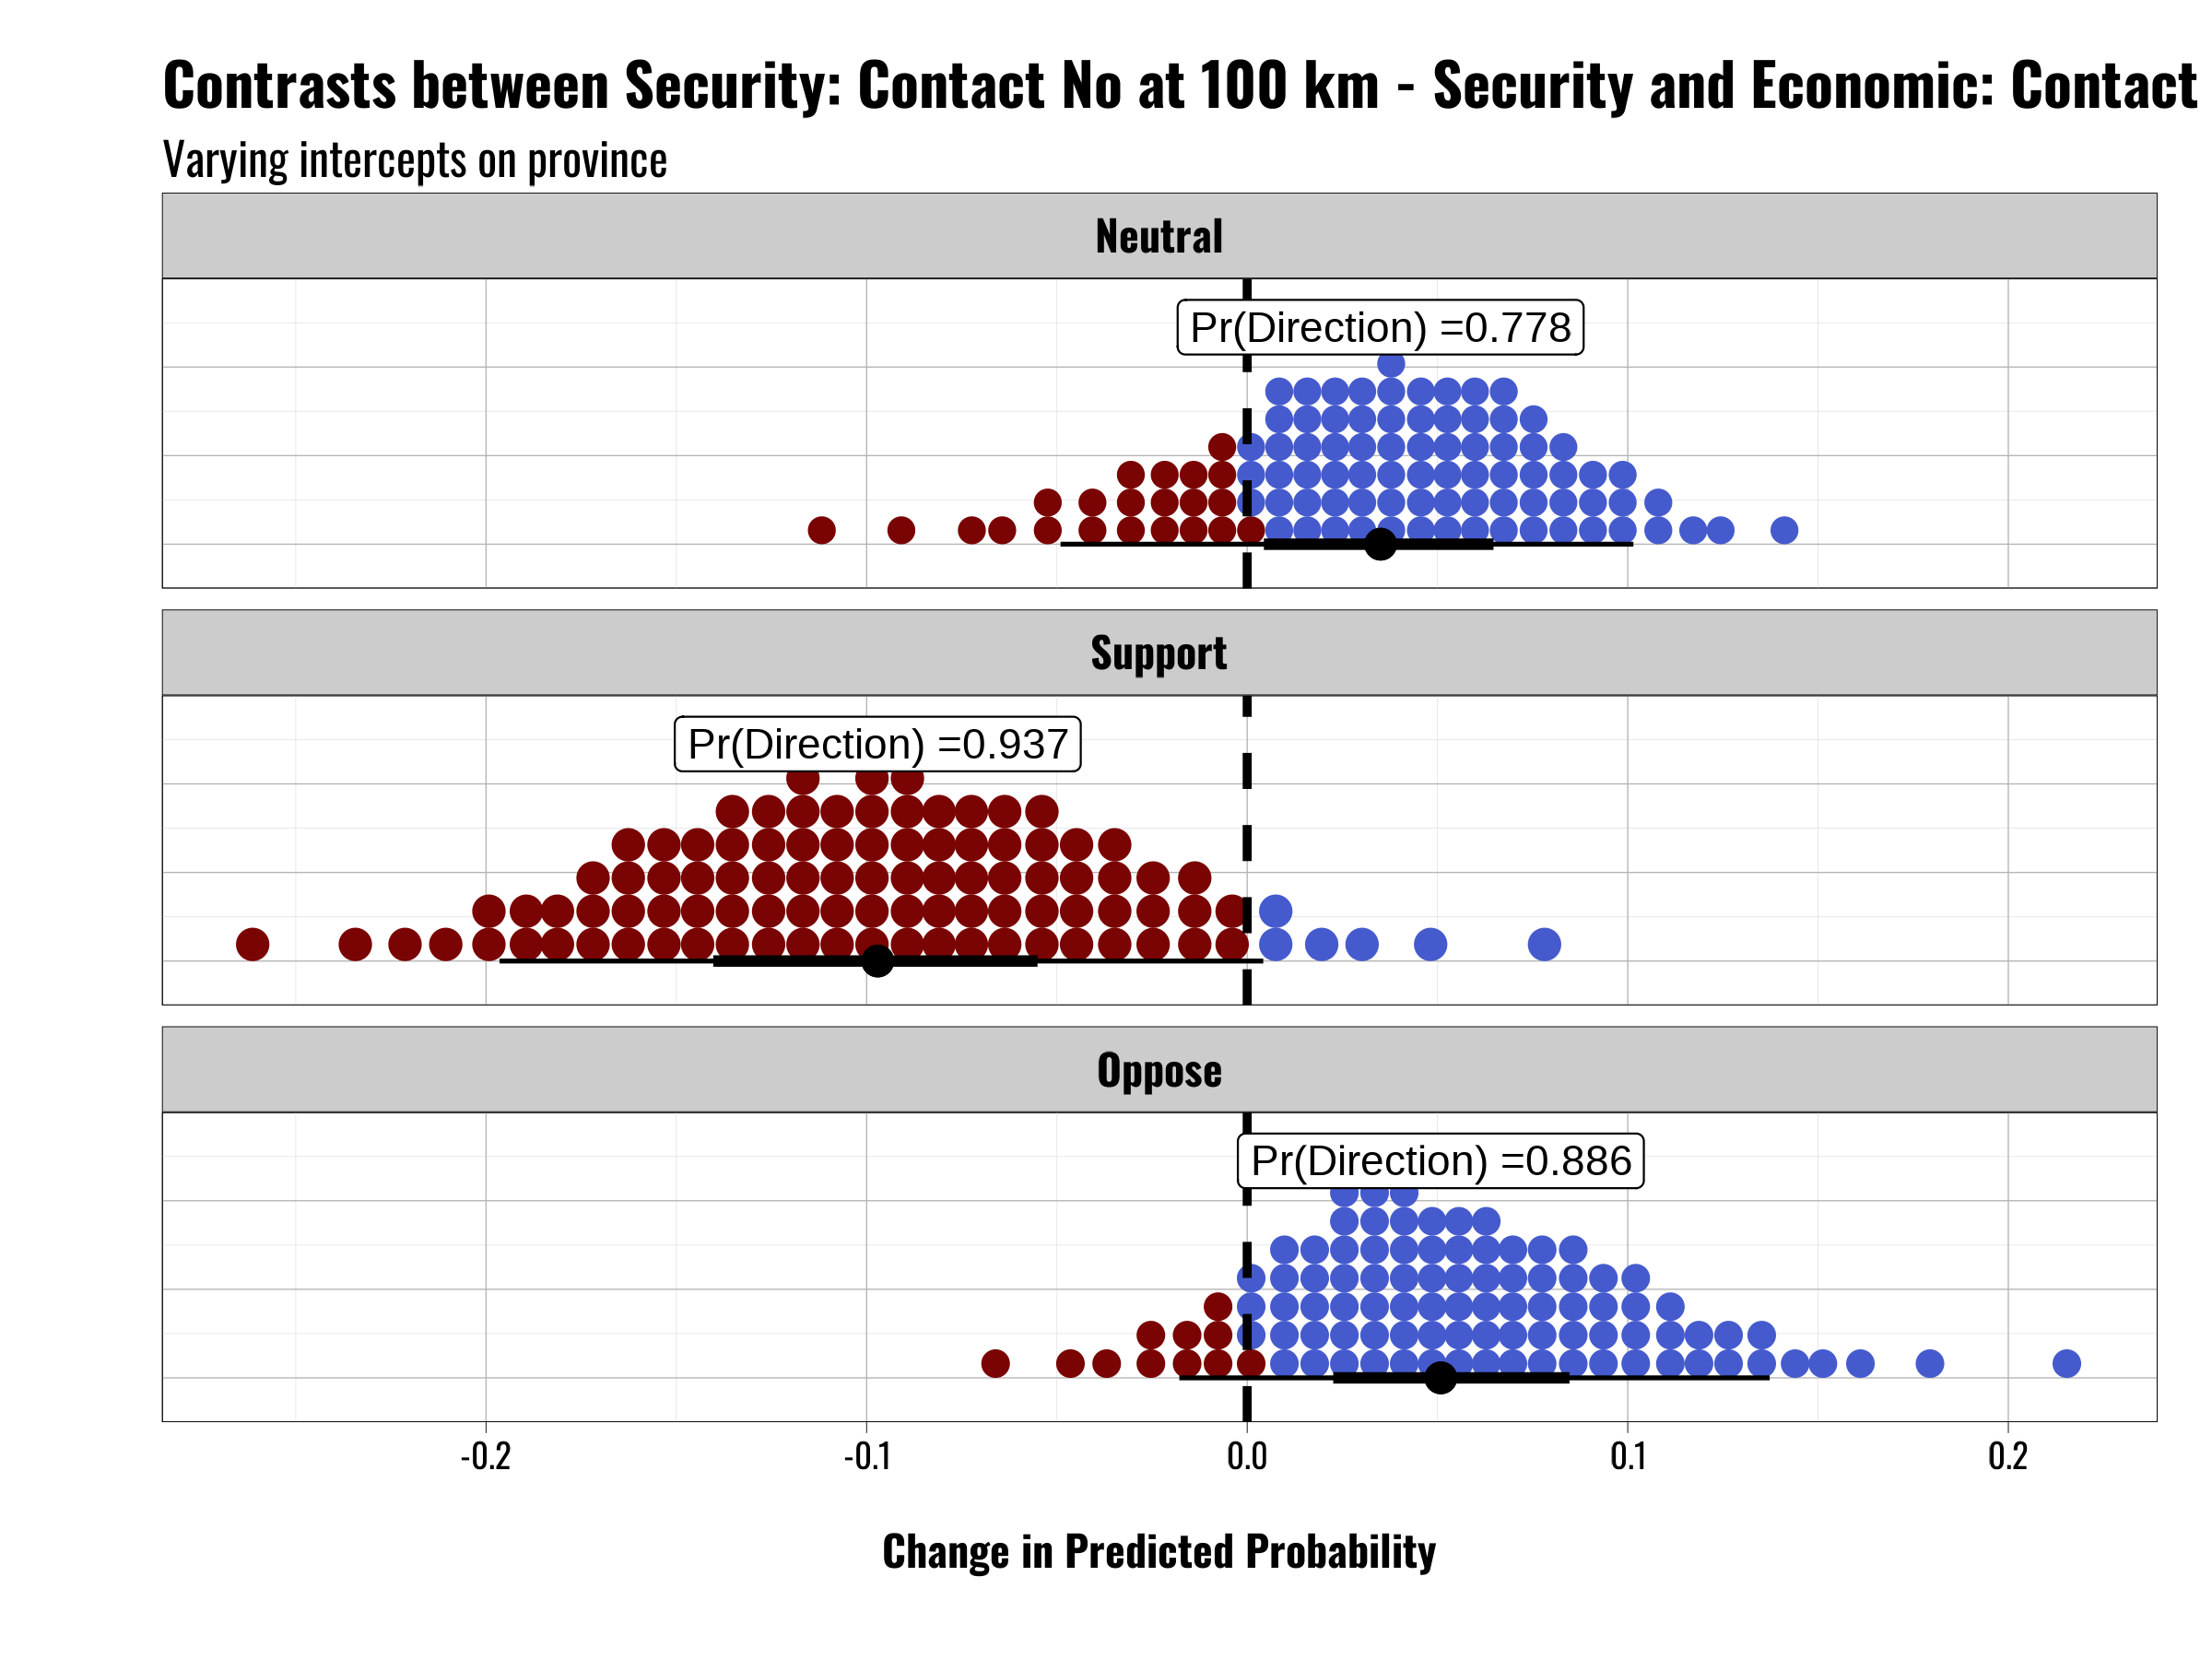 Contrasts between Security: Contact No at 100 km - Security and Economic: Contact
Varying intercepts on province
Neutral
Pr(Direction) =0.778
Support
Pr(Direction) =0.937
Oppose
Pr(Direction) =0.886
-0.2 -0.1 0.0 0.1 0.2
Change in Predicted Probability